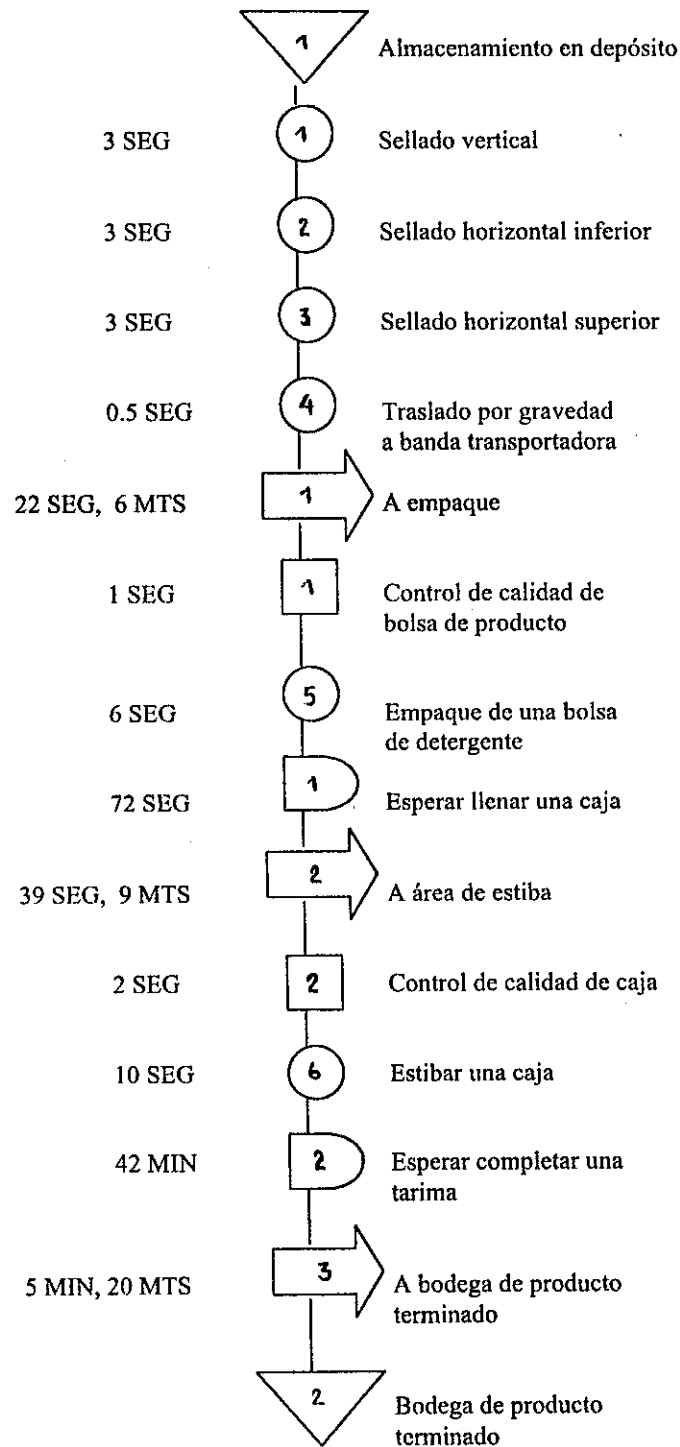 1
Almacenamiento en depósito
3 SEG
1
Sellado vertical
3 SEG
2
Sellado horizontal inferior
3 SEG
3
Sellado horizontal superior
0.5 SEG
4
Traslado por gravedad
a banda transportadora
22 SEG, 6 MTS
1
A empaque
1 SEG
1
Control de calidad de
bolsa de producto
6 SEG
5
Empaque de una bolsa
de detergente
72 SEG
1
Esperar llenar una caja
39 SEG, 9 MTS
2
A área de estiba
2 SEG
2
Control de calidad de caja
10 SEG
6
Estibar una caja
42 MIN
2
Esperar completar una
tarima
5 MIN, 20 MTS
3
A bodega de producto
terminado
2
Bodega de producto
terminado